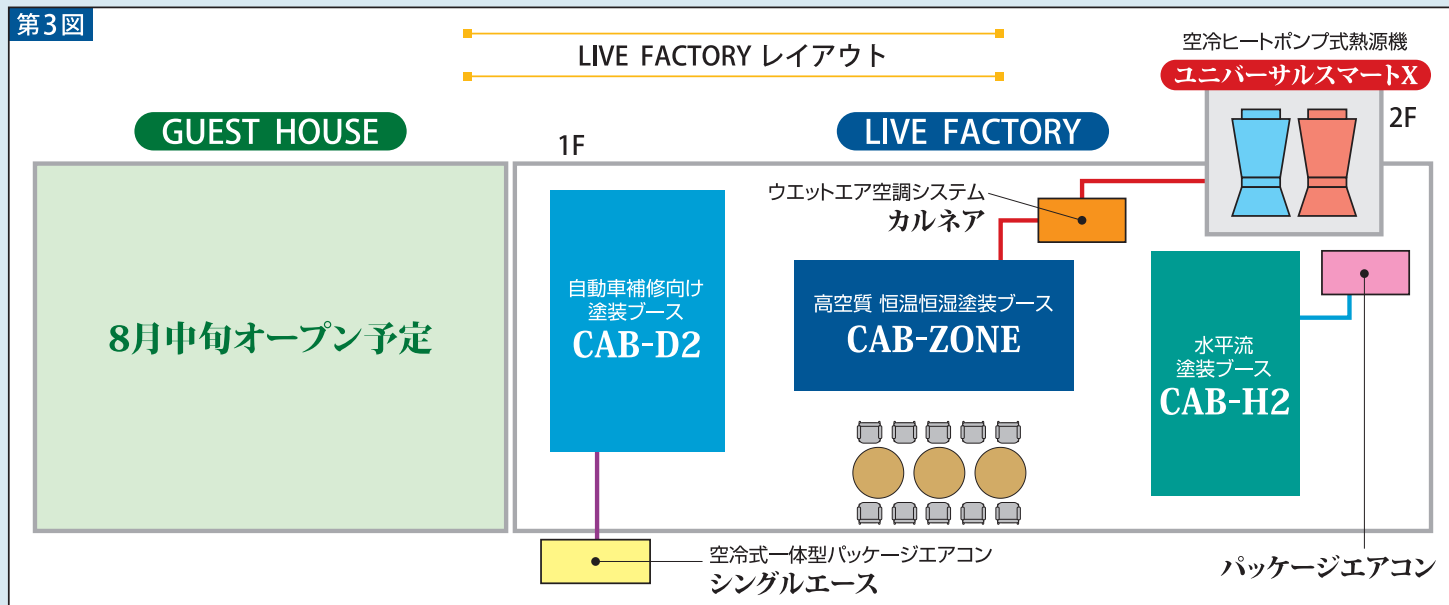 第3図
LIVE FACTORY レイアウト
空冷ヒートポンプ式熱源機
ユニバーサルスマートX
GUEST HOUSE
1F
LIVE FACTORY
2F
ウエットエア空調システム
カルネア
8月中旬オープン予定
自動車補修向け
塗装ブース
CAB-D2
高空質 恒温恒湿塗装ブース
CAB-ZONE
水平流
塗装ブース
CAB-H2
空冷式一体型パッケージエアコン
シングルエース
パッケージエアコン